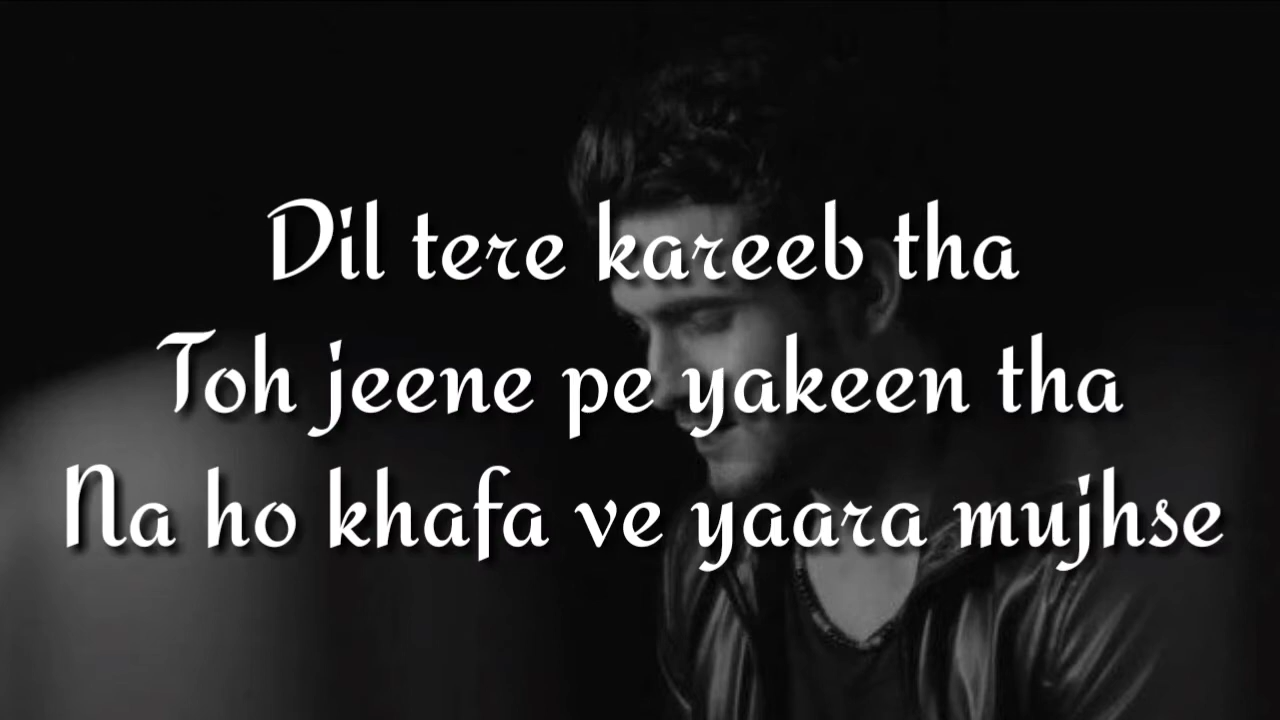 Dil tere kareeb tha
Toh jeene pe yakeen tha
Na ho khafa ve yaara mujhse